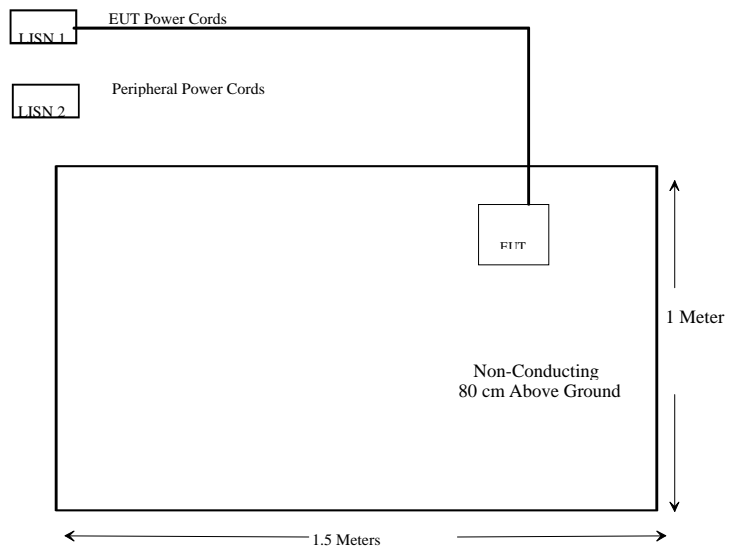 EUT Power Cords
LISN 1
Peripheral Power Cords
LISN 2
EUT
1 Meter
Non-Conducting
80 cm Above Ground
1.5 Meters